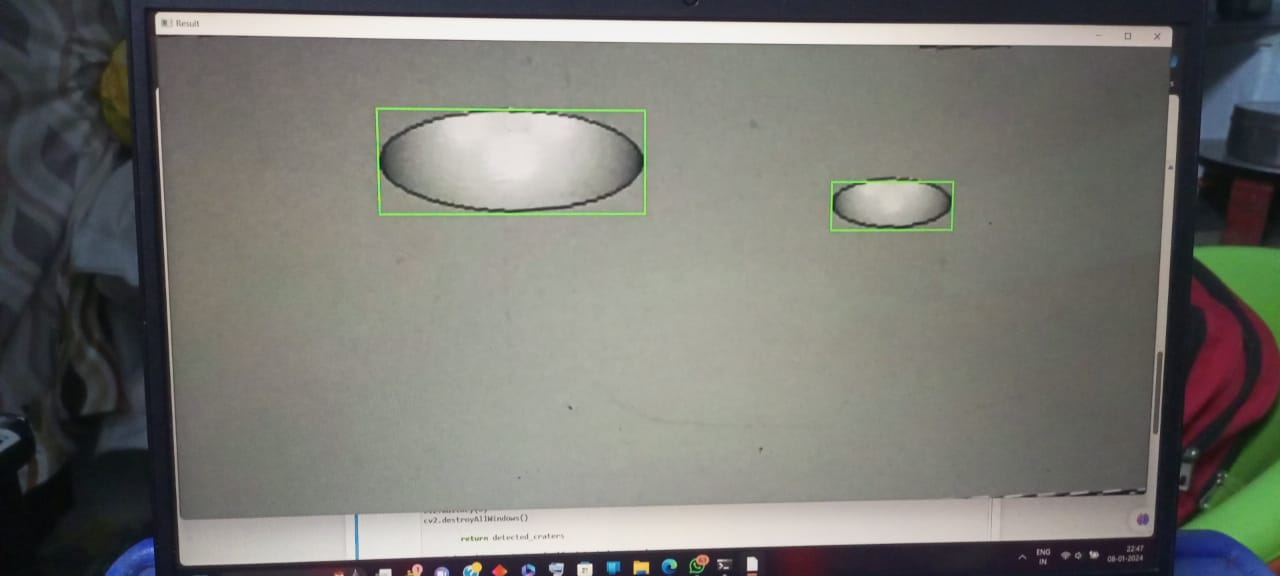 Result
cv2.destroyAllWindows()
return detected_craters
ENG
IN
22:47
08-01-2024